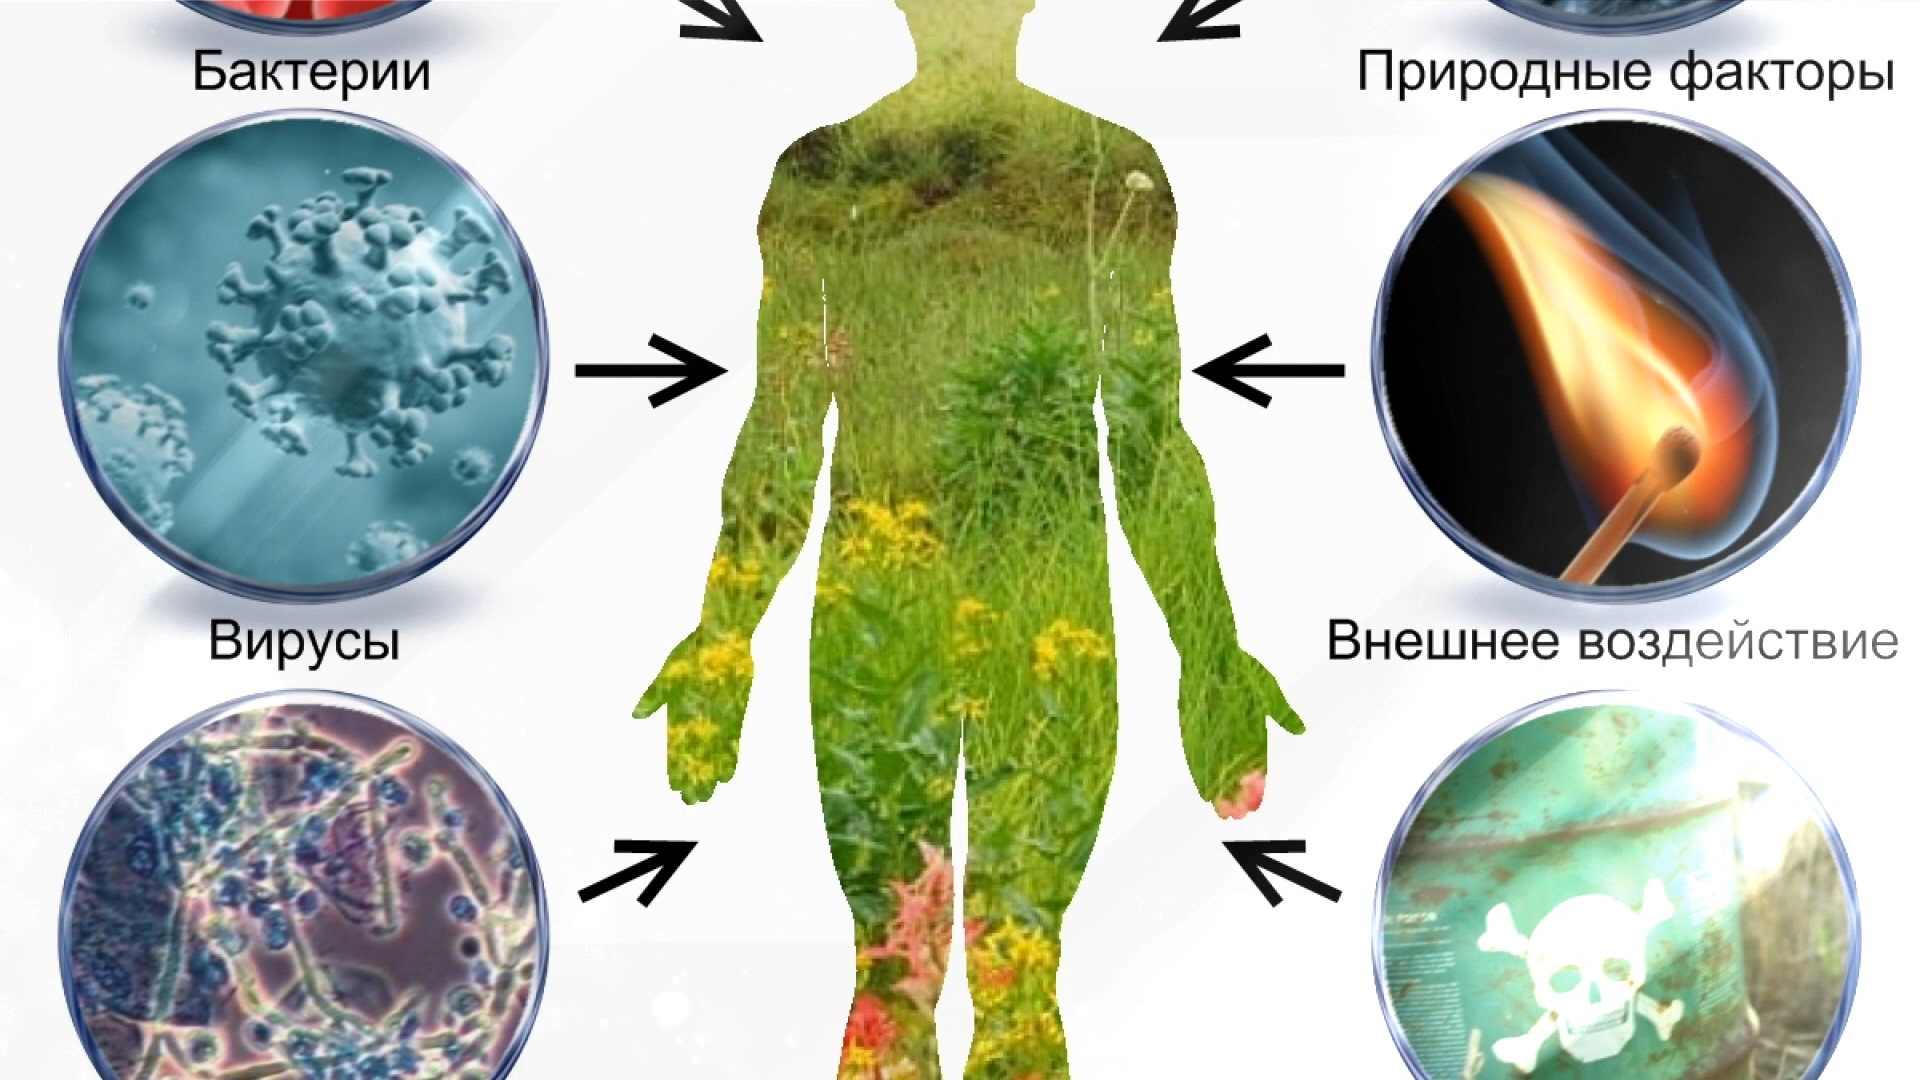 Бактерии
Природные факторы
Вирусы
Внешнее воздействие